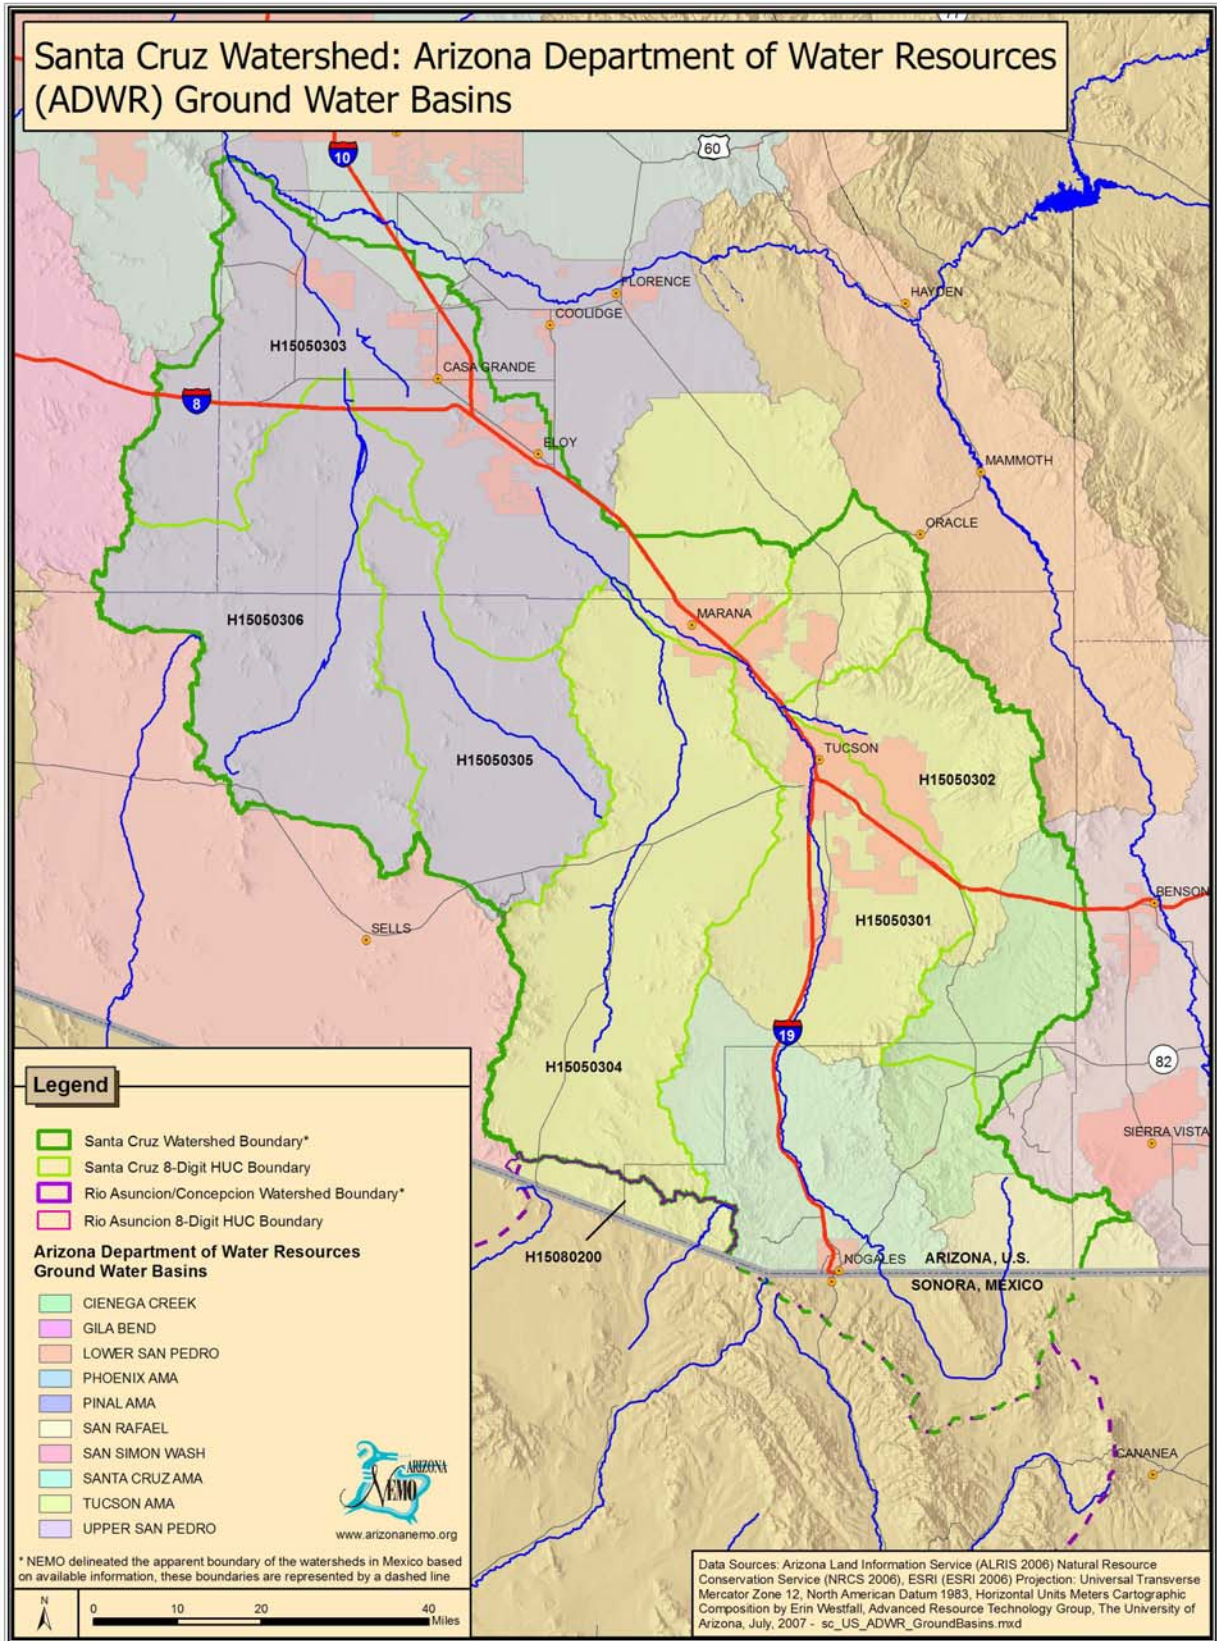 Santa Cruz Watershed: Arizona Department of Water Resources
(ADWR) Ground Water Basins
60
10
FLORENCE
HAYDEN
COOLIDGE
H15050303
CASA GRANDE
8
ELOY
MAMMOTH
ORACLE
MARANA
H15050306
TUCSON
H15050305
H15050302
BENSON
H15050301
SELLS
19
82
H15050304
SIERRA VISTA
H15080200
NOGALES
ARIZONA, U.S.
SONORA, MEXICO
CANANEA
Legend
Santa Cruz Watershed Boundary*
Santa Cruz 8-Digit HUC Boundary
Rio Asuncion/Concepcion Watershed Boundary*
Rio Asuncion 8-Digit HUC Boundary
Arizona Department of Water Resources
Ground Water Basins
CIENEGA CREEK
GILA BEND
LOWER SAN PEDRO
PHOENIX AMA
PINAL AMA
SAN RAFAEL
SAN SIMON WASH
SANTA CRUZ AMA
TUCSON AMA
UPPER SAN PEDRO
ARIZONA
NEMO
www.arizonanemo.org
* NEMO delineated the apparent boundary of the watersheds in Mexico based
on available information, these boundaries are represented by a dashed line
N
0 10 20 40
Miles
Data Sources: Arizona Land Information Service (ALRIS 2006) Natural Resource
Conservation Service (NRCS 2006), ESRI (ESRI 2006) Projection: Universal Transverse
Mercator Zone 12, North American Datum 1983, Horizontal Units Meters Cartographic
Composition by Erin Westfall, Advanced Resource Technology Group, The University of
Arizona, July, 2007 - sc_US_ADWR_GroundBasins.mxd